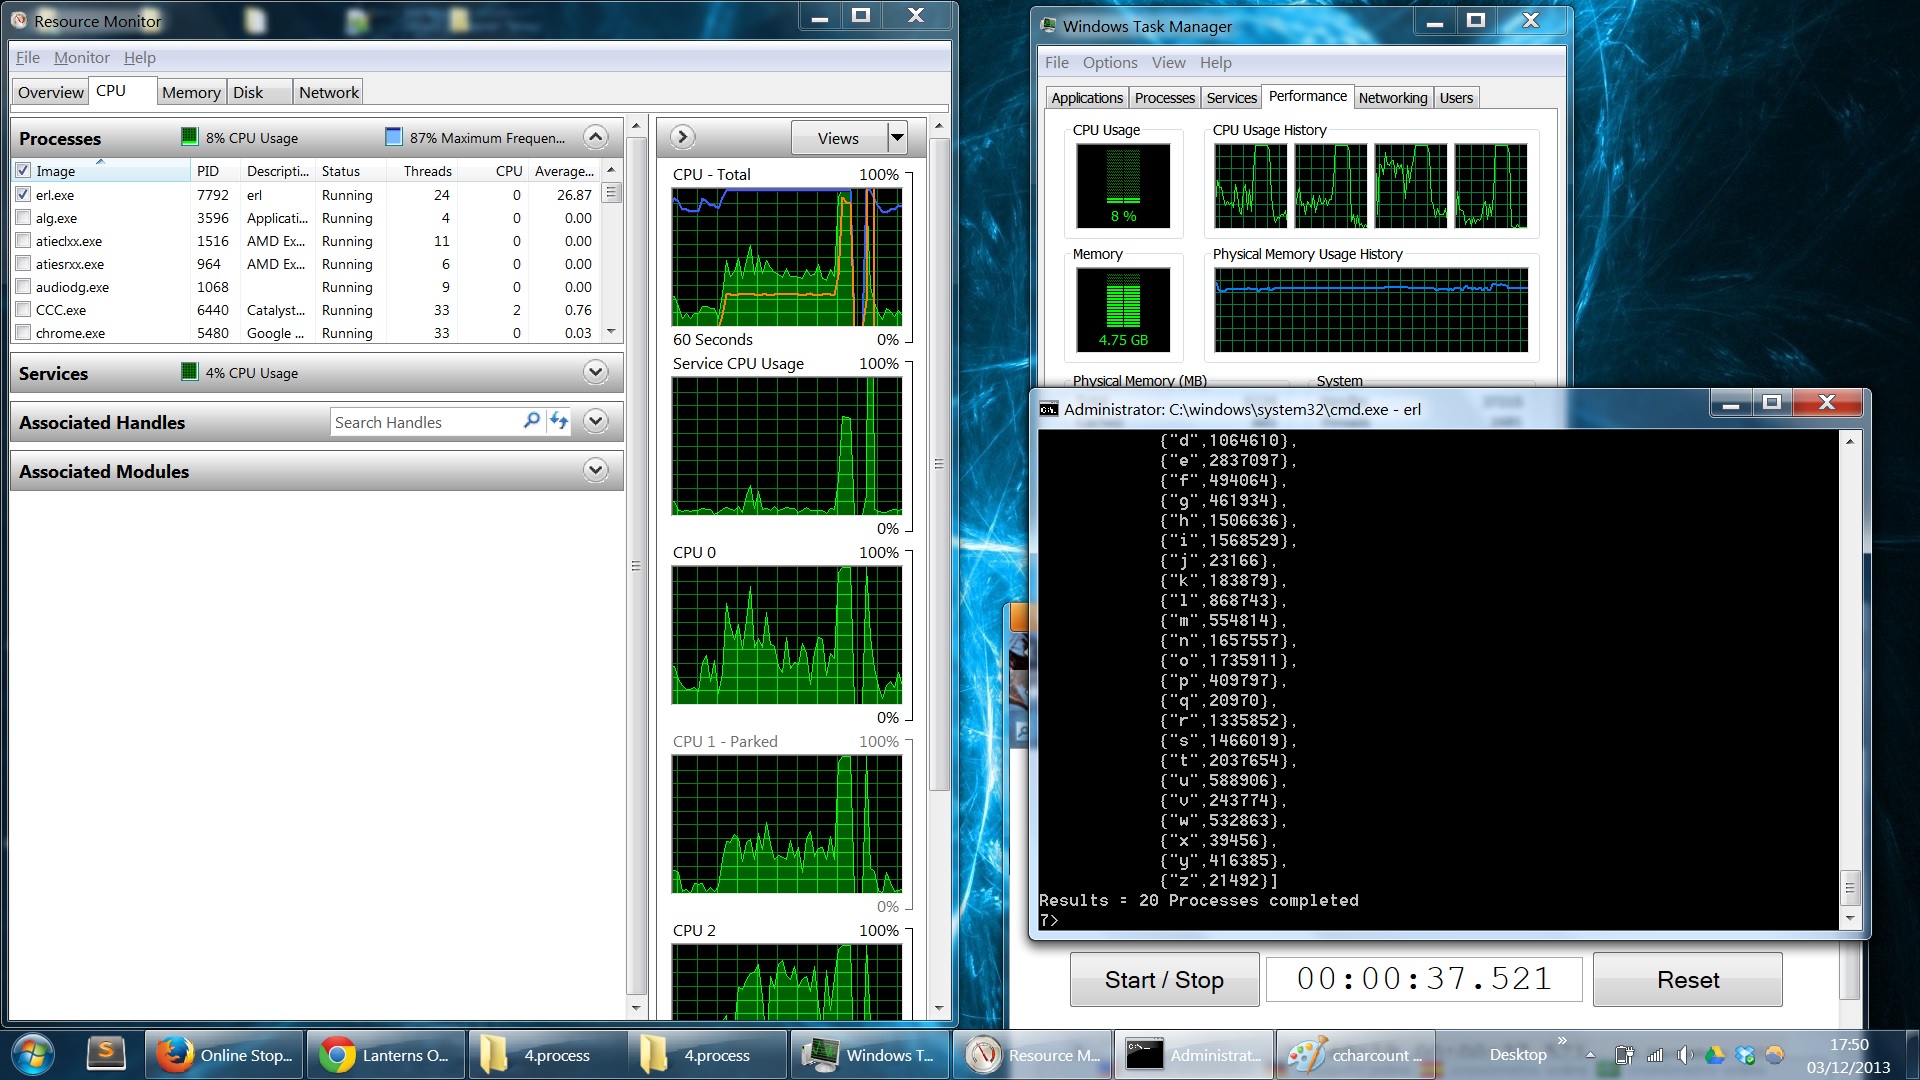 Resource Monitor
File Monitor Help
Overview CPU Memory Disk Network
Processes 8% CPU Usage 87% Maximum Frequen...
Image PID Descripti... Status Threads CPU Average...
erl.exe 7792 erl Running 24 0 26.87
alg.exe 3596 Applicati... Running 4 0 0.00
atieclxx.exe 1516 AMD Ex... Running 11 0 0.00
atiesrxx.exe 964 AMD Ex... Running 6 0 0.00
audiodg.exe 1068 Running 9 0 0.00
CCC.exe 6440 Catalyst... Running 33 2 0.76
chrome.exe 5480 Google ... Running 33 0 0.03
Services 4% CPU Usage
Associated Handles Search Handles
Associated Modules
Views
CPU - Total 100%
60 Seconds 0%
Service CPU Usage 100%
0%
CPU 0 100%
0%
CPU 1 - Parked 100%
0%
CPU 2 100%
Windows Task Manager
File Options View Help
Applications Processes Services Performance Networking Users
CPU Usage CPU Usage History
8 %
Memory Physical Memory Usage History
4.75 GB
Physical Memory (MB) System
Administrator: C:\windows\system32\cmd.exe - erl
{"d",1064610},
{"e",2837097},
{"f",494064},
{"g",461934},
{"h",1506636},
{"i",1568529},
{"j",23166},
{"k",183879},
{"l",868743},
{"m",554814},
{"n",1657557},
{"o",1735911},
{"p",409797},
{"q",20970},
{"r",1335852},
{"s",1466019},
{"t",2037654},
{"u",588906},
{"v",243774},
{"w",532863},
{"x",39456},
{"y",416385},
{"z",21492}]
Results = 20 Processes completed
7>
Start / Stop 00:00:37.521 Reset
Online Stop... Lanterns O... 4.process 4.process Windows T... Resource M... Administrat... ccharcount ... Desktop 17:50
03/12/2013